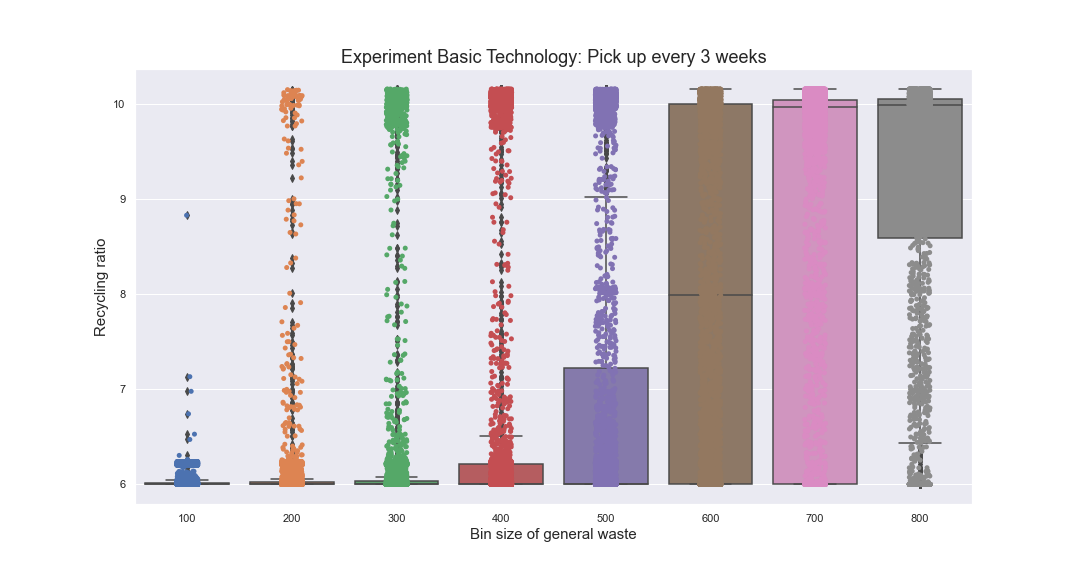 Experiment Basic Technology: Pick up every 3 weeks
Recycling ratio
10
9
8
7
6
100 200 300 400 500 600 700 800
Bin size of general waste